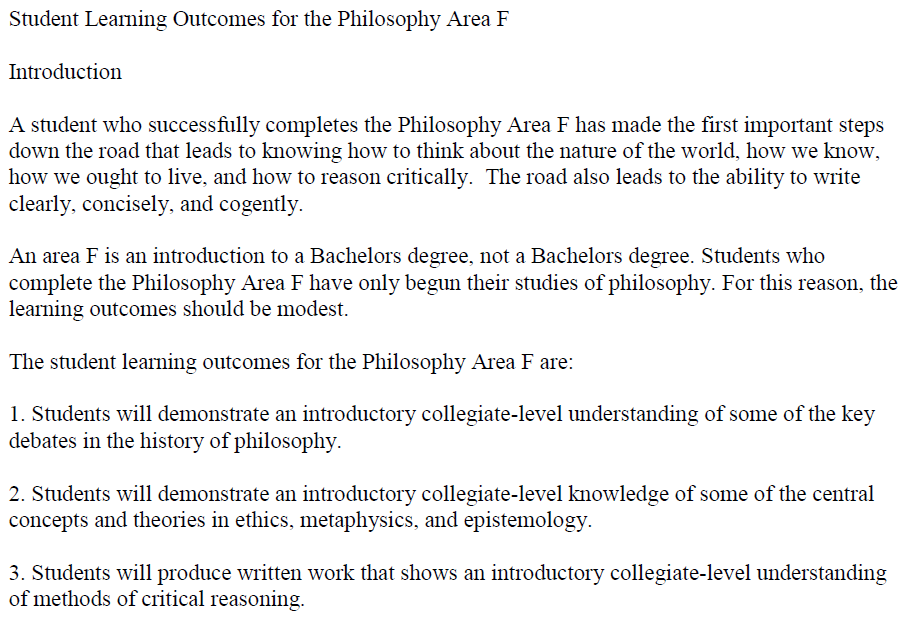 Student Learning Outcomes for the Philosophy Area F
Introduction
A student who successfully completes the Philosophy Area F has made the first important steps
down the road that leads to knowing how to think about the nature of the world, how we know,
how we ought to live, and how to reason critically.  The road also leads to the ability to write
clearly, concisely, and cogently.
An area F is an introduction to a Bachelors degree, not a Bachelors degree. Students who
complete the Philosophy Area F have only begun their studies of philosophy. For this reason, the
learning outcomes should be modest.
The student learning outcomes for the Philosophy Area F are:
1. Students will demonstrate an introductory collegiate-level understanding of some of the key
debates in the history of philosophy.
2. Students will demonstrate an introductory collegiate-level knowledge of some of the central
concepts and theories in ethics, metaphysics, and epistemology.
3. Students will produce written work that shows an introductory collegiate-level understanding
of methods of critical reasoning.